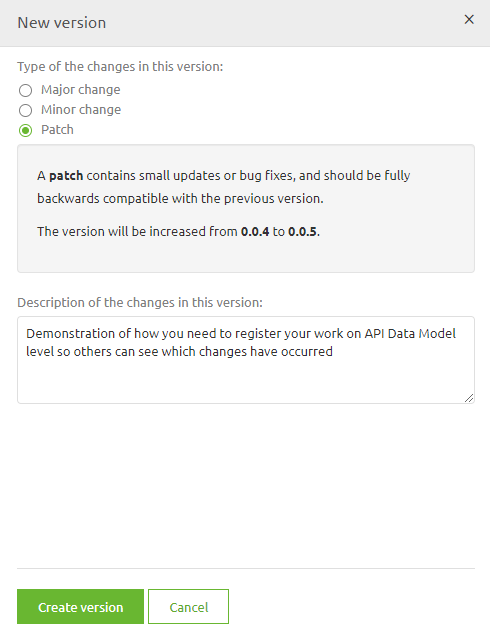 New version
×
Type of the changes in this version:
Major change
Minor change
Patch
A patch contains small updates or bug fixes, and should be fully
backwards compatible with the previous version.
The version will be increased from 0.0.4 to 0.0.5.
Description of the changes in this version:
Demonstration of how you need to register your work on API Data Model
level so others can see which changes have occurred
Create version
Cancel